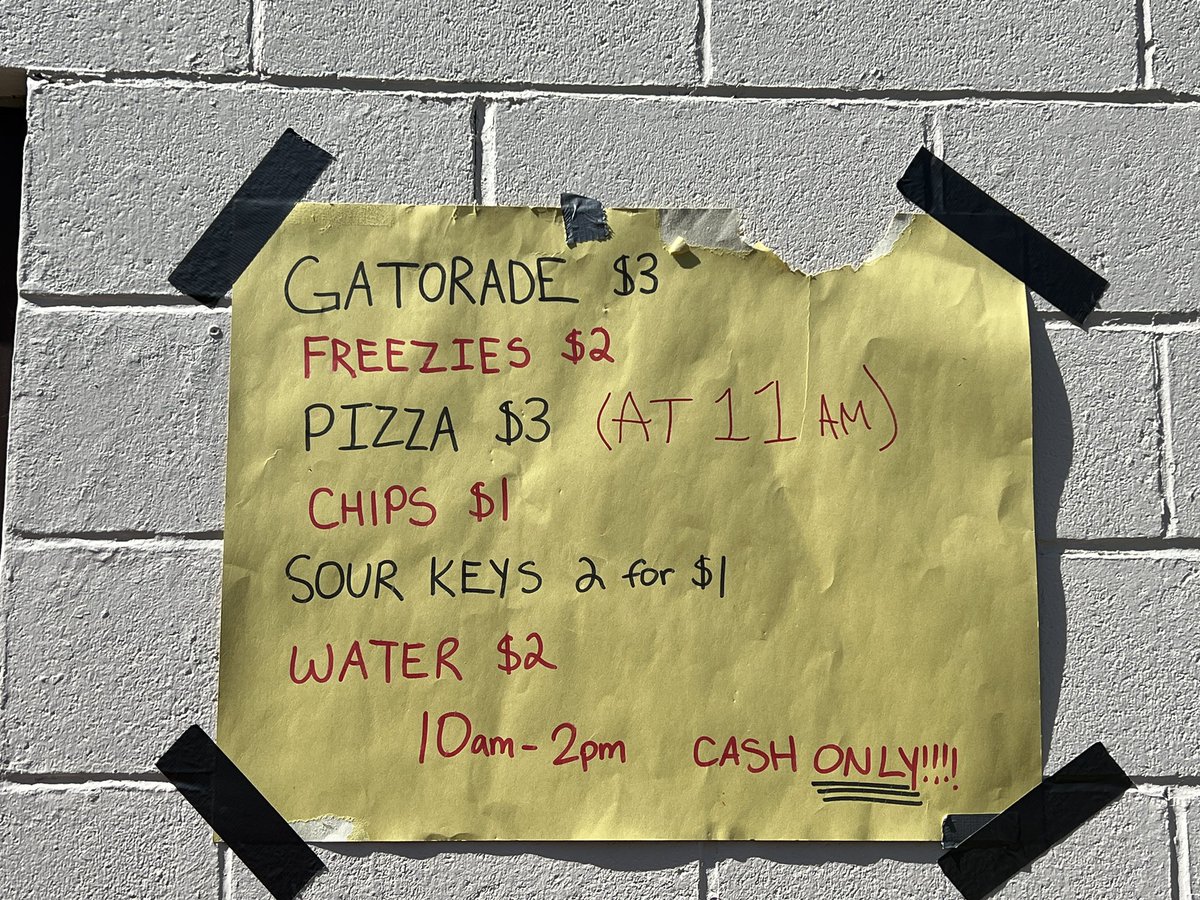 GATORADE $3
FREEZIES $2
PIZZA $3 (AT 11 AM)
CHIPS $1
SOUR KEYS 2 for $1
WATER $2
10am - 2pm CASH ONLY!!!!